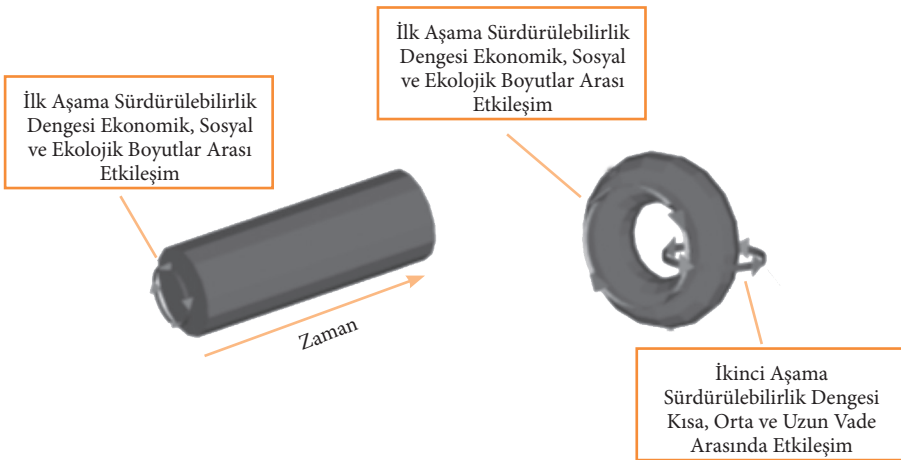 İlk Aşama Sürdürülebilirlik
Dengesi Ekonomik, Sosyal
ve Ekolojik Boyutlar Arası
Etkileşim
Zaman
İlk Aşama Sürdürülebilirlik
Dengesi Ekonomik, Sosyal
ve Ekolojik Boyutlar Arası
Etkileşim
İkinci Aşama
Sürdürülebilirlik Dengesi
Kısa, Orta ve Uzun Vade
Arasında Etkileşim